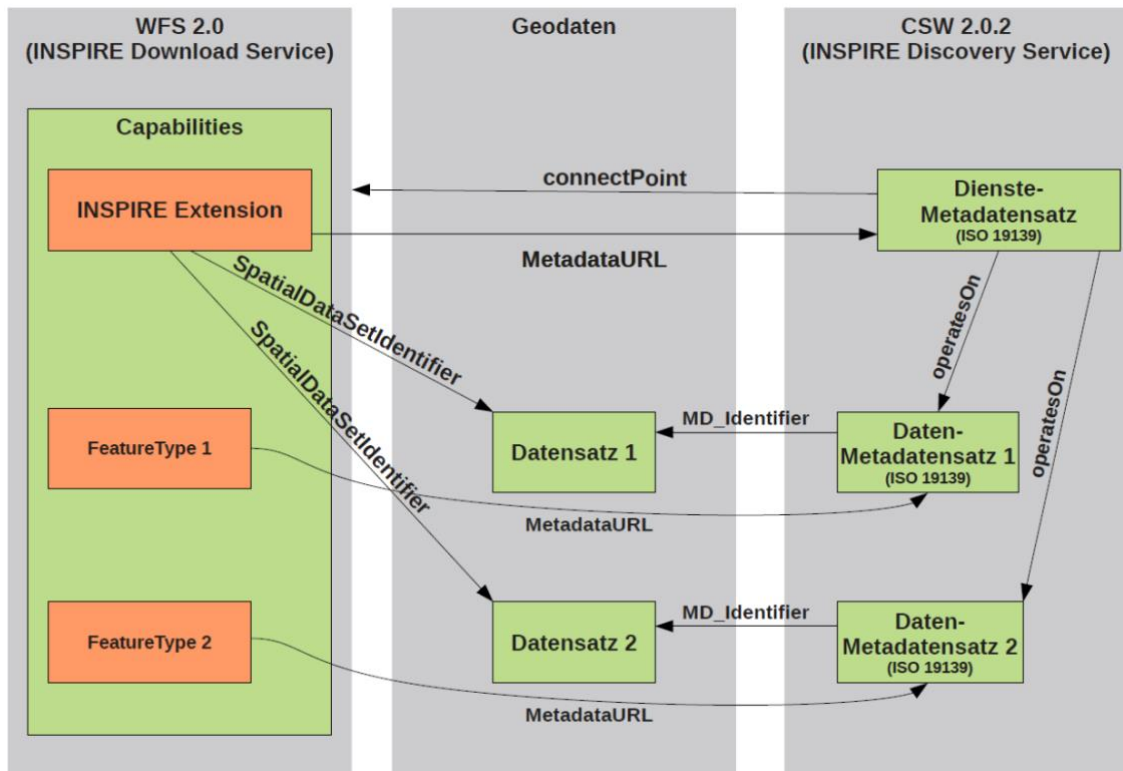 WFS 2.0
(INSPIRE Download Service)
Geodaten
CSW 2.0.2
(INSPIRE Discovery Service)
Capabilities
INSPIRE Extension
connectPoint
MetadataURL
Dienste-
Metadatensatz
(ISO 19139)
SpatialDataSetIdentifier
SpatialDataSetIdentifier
operatesOn
operatesOn
FeatureType 1
Datensatz 1
MD_Identifier
Daten-
Metadatensatz 1
(ISO 19139)
MetadataURL
FeatureType 2
Datensatz 2
MD_Identifier
Daten-
Metadatensatz 2
(ISO 19139)
MetadataURL